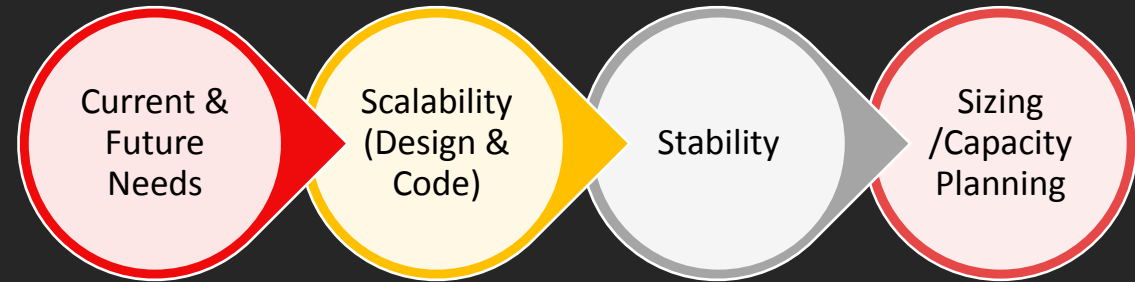 Current &
Future
Needs
Scalability
(Design &
Code)
Stability
Sizing
/Capacity
Planning